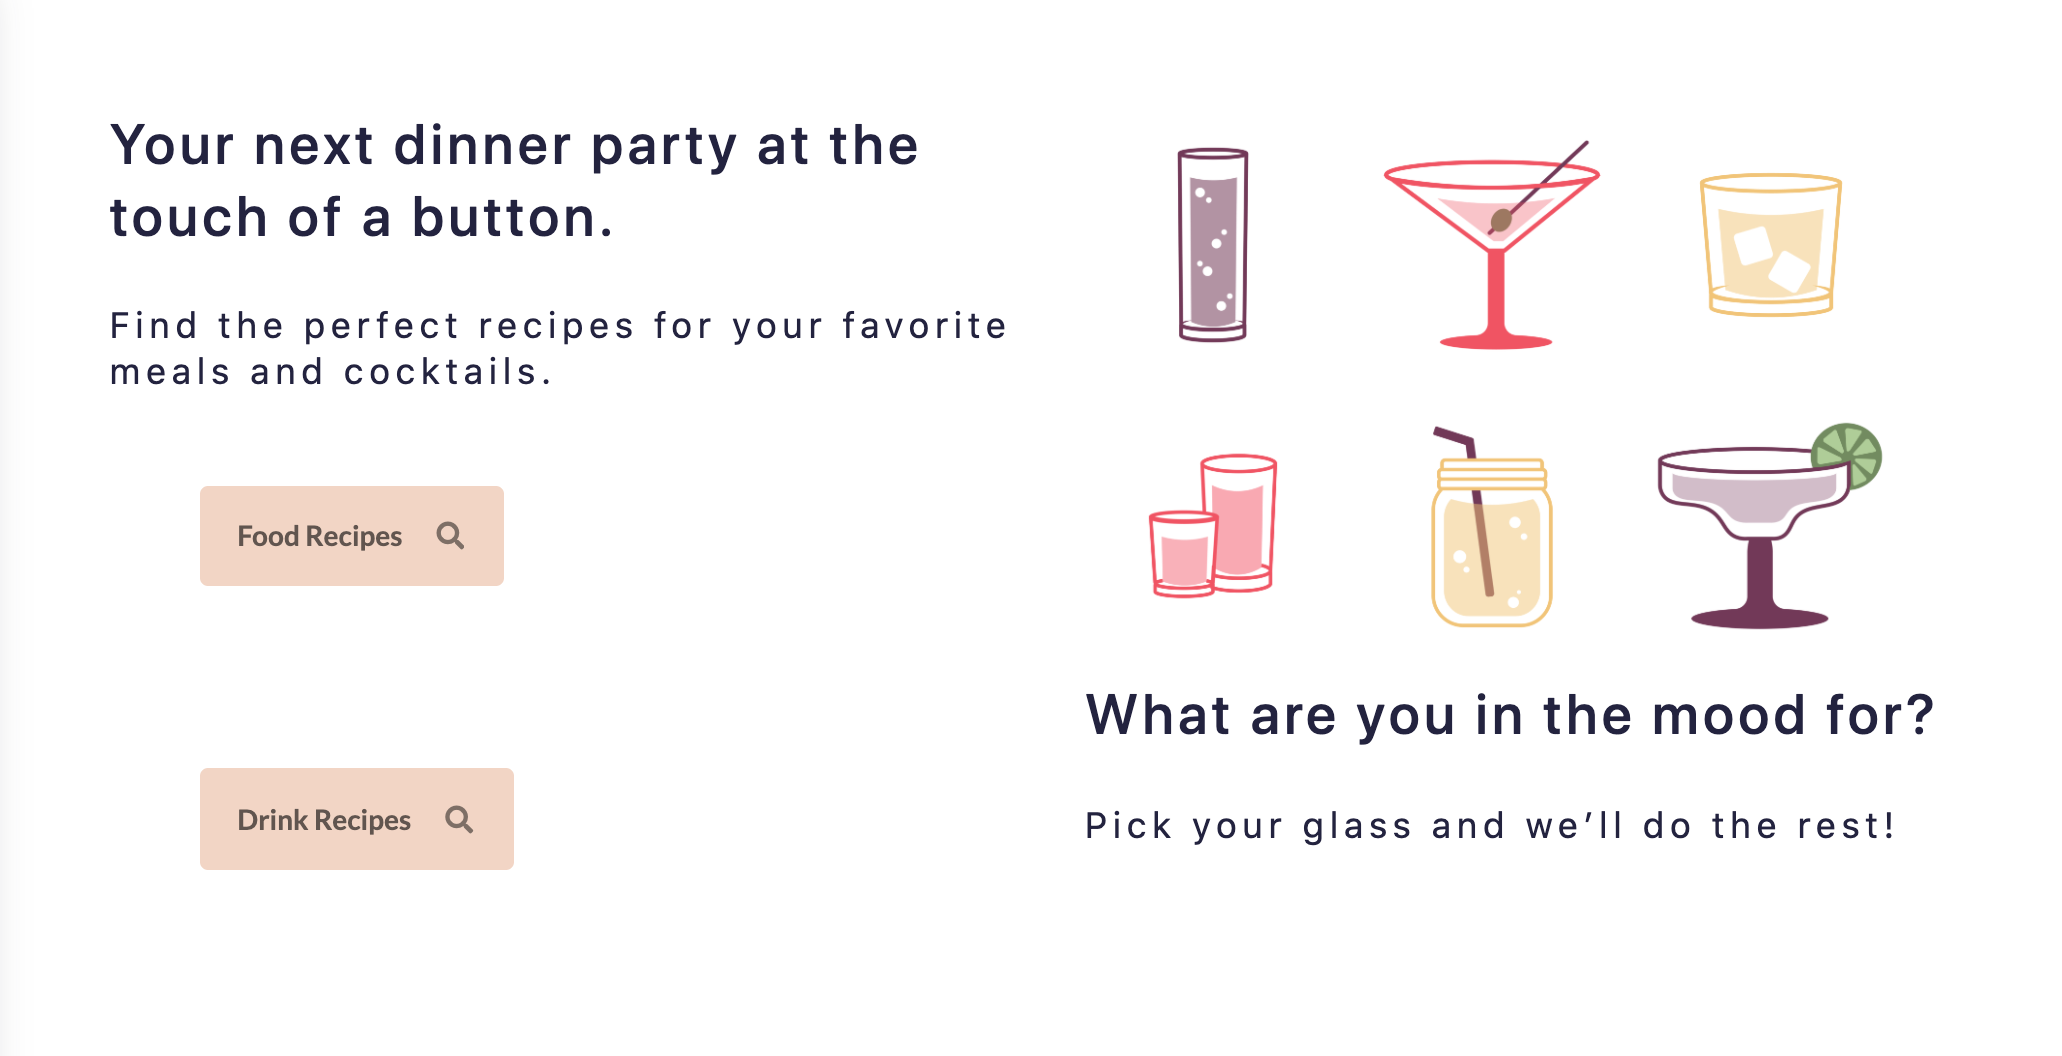 Your next dinner party at the
touch of a button.
Find the perfect recipes for your favorite
meals and cocktails.
Food Recipes
Drink Recipes
What are you in the mood for?
Pick your glass and we’ll do the rest!